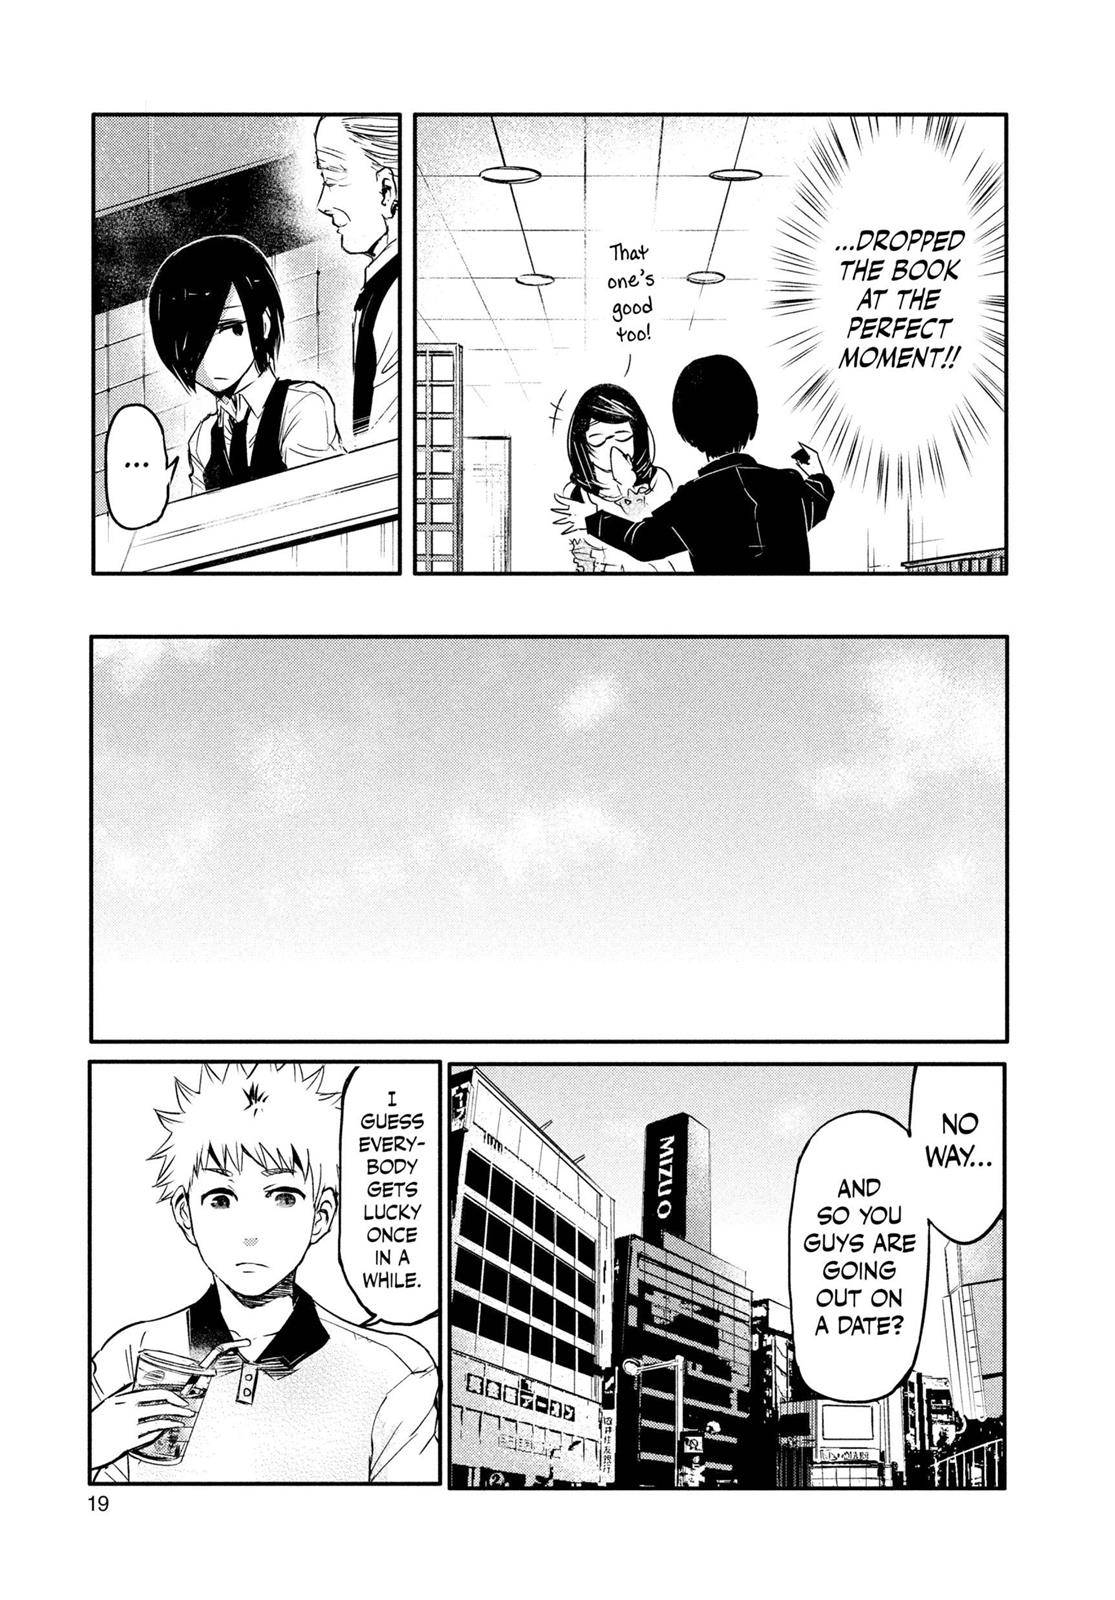 ...DROPPED
THE BOOK
AT THE
PERFECT
MOMENT!!
That
one's
good
too!
...
NO
WAY...
AND
SO YOU
GUYS ARE
GOING
OUT ON
A DATE?
MIZUO
I
GUESS
EVERY-
BODY
GETS
LUCKY
ONCE
IN A
WHILE.
19